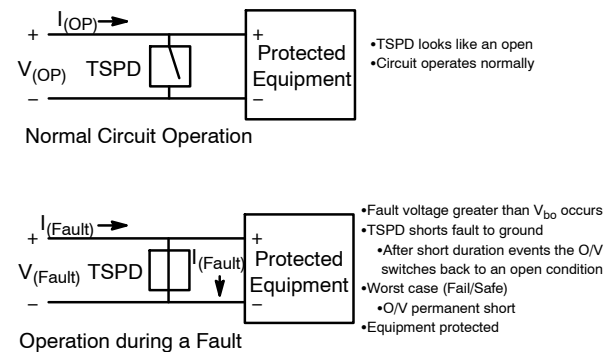 I(OP)
+
V(OP)
–
TSPD
+
Protected
Equipment
–
•TSPD looks like an open
•Circuit operates normally
Normal Circuit Operation
I(Fault)
+
V(Fault)
–
TSPD
I(Fault)
+
Protected
Equipment
–
•Fault voltage greater than Vbo occurs
•TSPD shorts fault to ground
•After short duration events the O/V
switches back to an open condition
•Worst case (Fail/Safe)
•O/V permanent short
•Equipment protected
Operation during a Fault